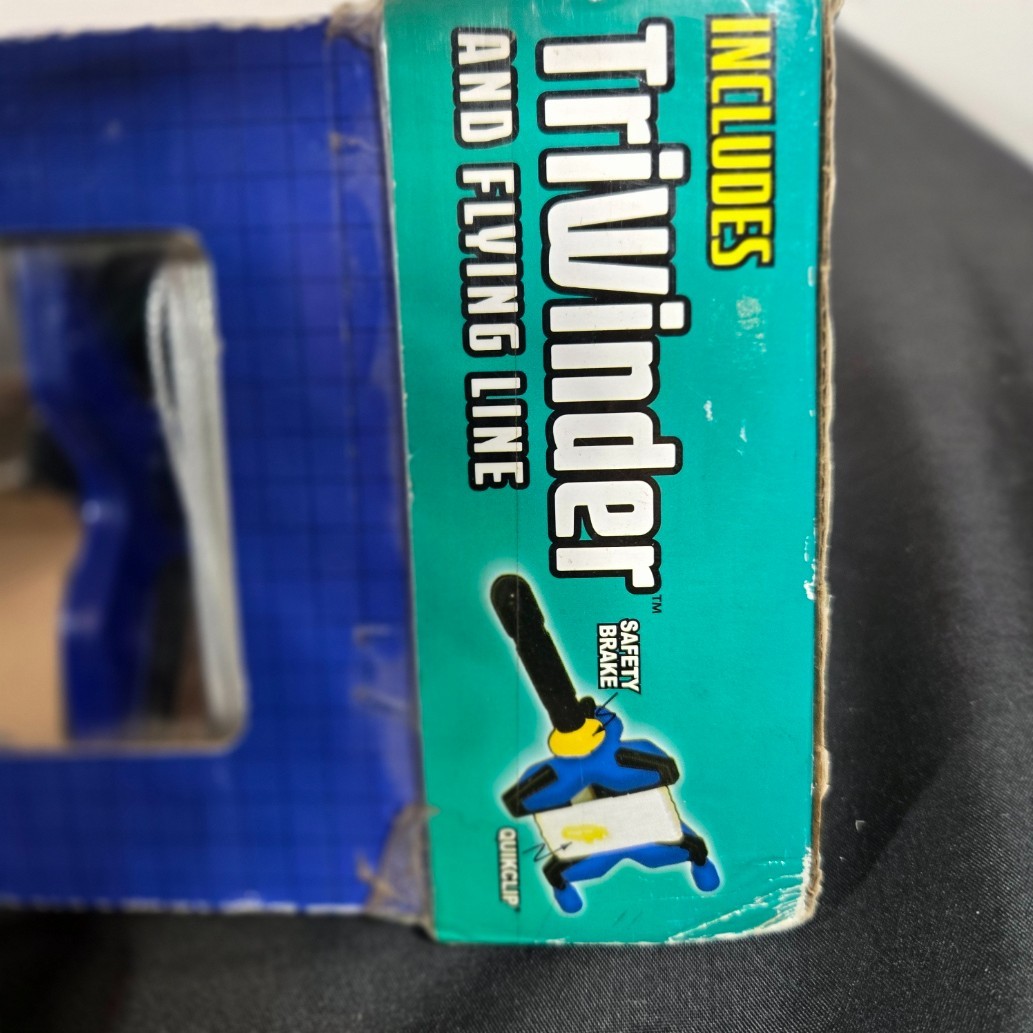 INCLUDES
TriWinder™
AND FLYING LINE
SAFETY
BRAKE
QUIKCLIP